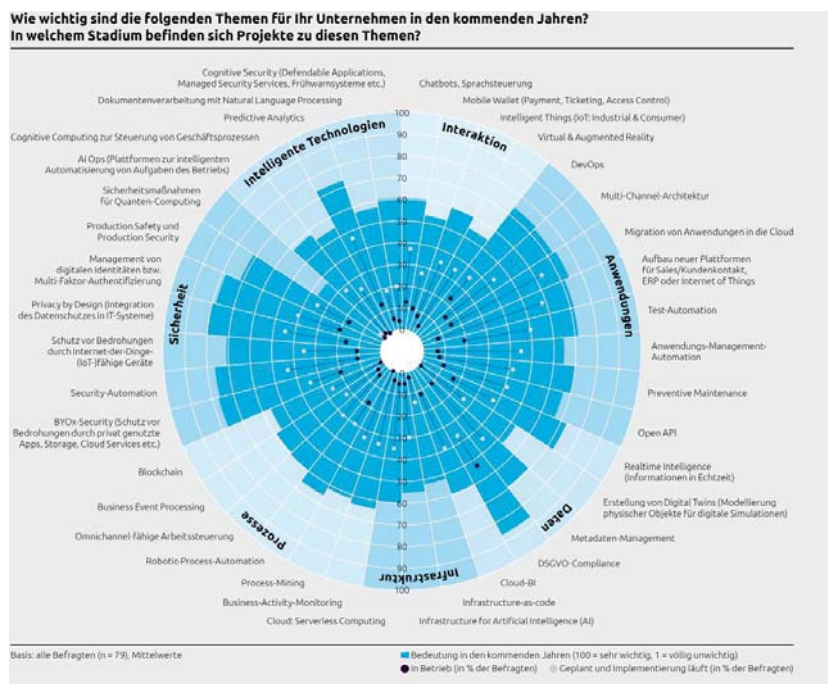 Wie wichtig sind die folgenden Themen für Ihr Unternehmen in den kommenden Jahren?
In welchem Stadium befinden sich Projekte zu diesen Themen?
Cognitive Security (Defendable Applications,
Managed Security Services, Frühwarnsysteme etc.)
Dokumentenverarbeitung mit Natural Language Processing
Predictive Analytics
Cognitive Computing zur Steuerung von Geschäftsprozessen
AI Ops (Plattformen zur intelligenten
Automatisierung von Aufgaben des Betriebs)
Sicherheitsmaßnahmen
für Quanten-Computing
Production Safety und
Production Security
Management von
digitalen Identitäten bzw.
Multi-Faktor-Authentifizierung
Privacy by Design (Integration
des Datenschutzes in IT-Systeme)
Schutz vor Bedrohungen
durch Internet-der-Dinge-
(IoT-)fähige Geräte
Security-Automation
BYOx-Security (Schutz vor
Bedrohungen durch privat genutzte
Apps, Storage, Cloud Services etc.)
Blockchain
Business Event Processing
Omnichannel-fähige Arbeitssteuerung
Robotic-Process-Automation
Process-Mining
Business-Activity-Monitoring
Cloud: Serverless Computing
Chatbots, Sprachsteuerung
Mobile Wallet (Payment, Ticketing, Access Control)
Intelligent Things (IoT: Industrial & Consumer)
Virtual & Augmented Reality
DevOps
Multi-Channel-Architektur
Migration von Anwendungen in die Cloud
Aufbau neuer Plattformen
für Sales/Kundenkontakt,
ERP oder Internet of Things
Test-Automation
Anwendungs-Management-
Automation
Preventive Maintenance
Open API
Realtime Intelligence
(Informationen in Echtzeit)
Erstellung von Digital Twins (Modellierung
physischer Objekte für digitale Simulationen)
Metadaten-Management
DSGVO-Compliance
Cloud-BI
Infrastructure-as-code
Infrastructure for Artificial Intelligence (AI)
Intelligente Technologien
Interaktion
Anwendungen
Daten
Infrastruktur
Prozesse
Sicherheit
100
90
80
70
60
50
40
30
20
60
70
80
90
100
Basis: alle Befragten (n = 79), Mittelwerte
Bedeutung in den kommenden Jahren (100 = sehr wichtig, 1 = völlig unwichtig)
in Betrieb (in % der Befragten)
Geplant und Implementierung läuft (in % der Befragten)